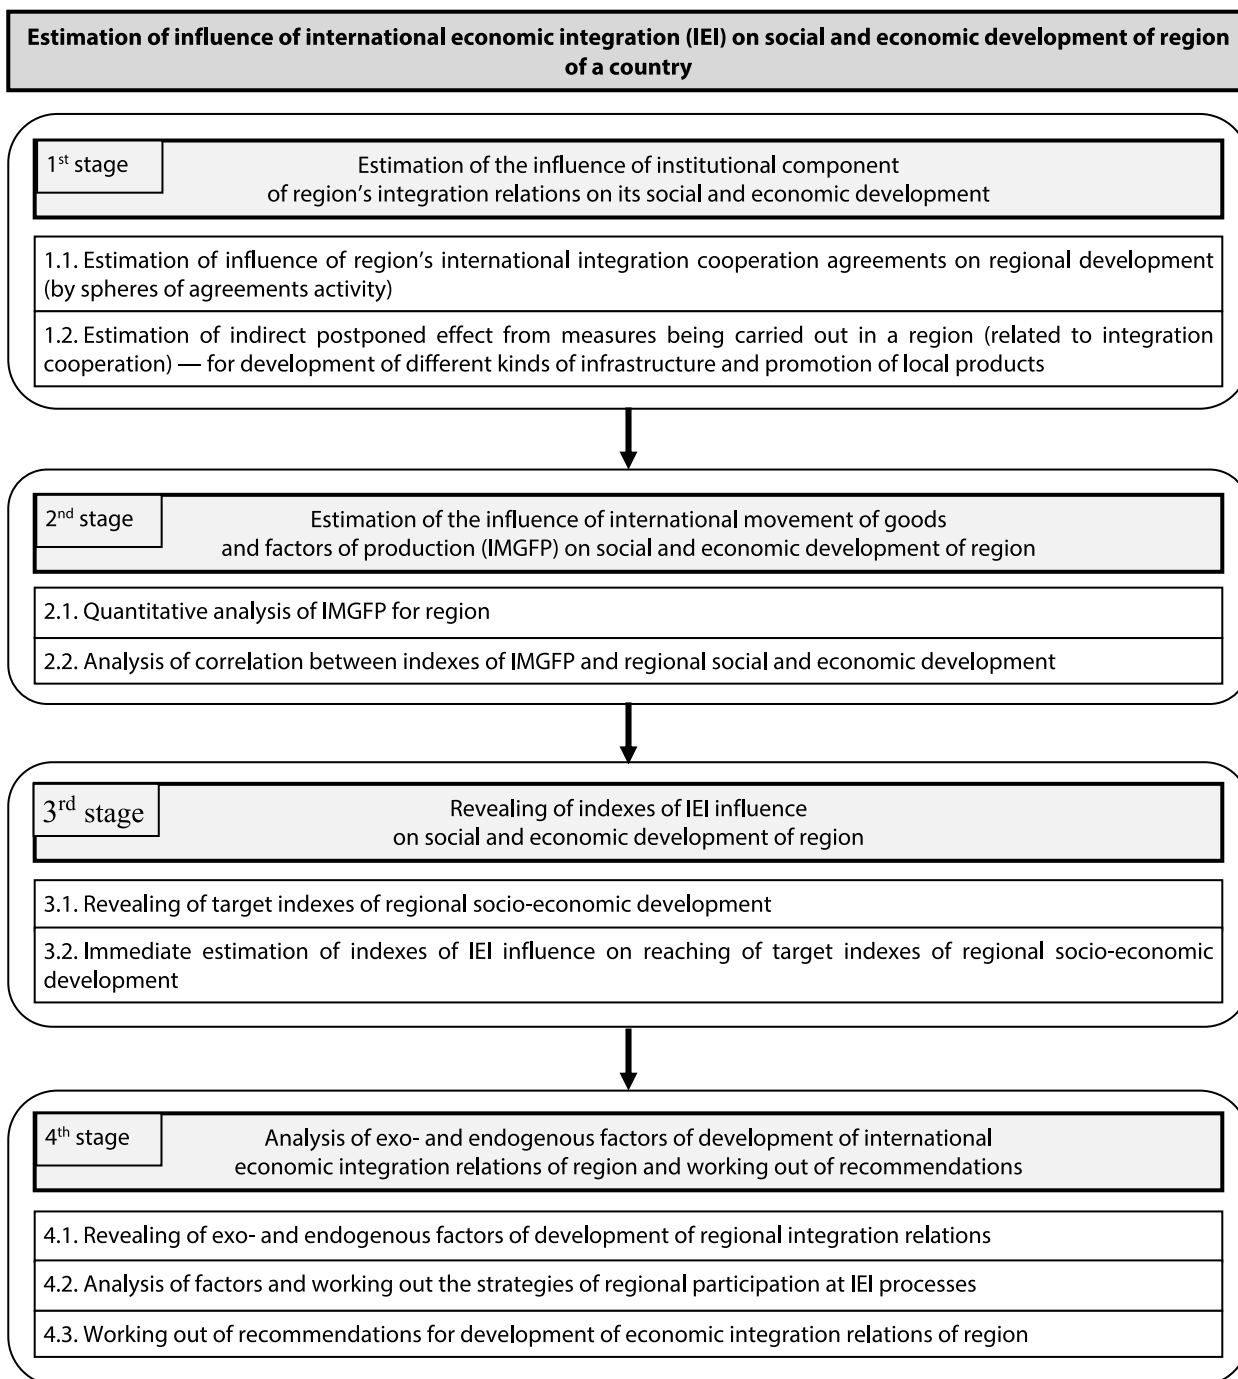 Estimation of influence of international economic integration (IEI) on social and economic development of region
of a country
1st stage
Estimation of the influence of institutional component
of region’s integration relations on its social and economic development
1.1. Estimation of influence of region’s international integration cooperation agreements on regional development
(by spheres of agreements activity)
1.2. Estimation of indirect postponed effect from measures being carried out in a region (related to integration
cooperation) — for development of different kinds of infrastructure and promotion of local products
2nd stage
Estimation of the influence of international movement of goods
and factors of production (IMGFP) on social and economic development of region
2.1. Quantitative analysis of IMGFP for region
2.2. Analysis of correlation between indexes of IMGFP and regional social and economic development
3rd stage
Revealing of indexes of IEI influence
on social and economic development of region
3.1. Revealing of target indexes of regional socio-economic development
3.2. Immediate estimation of indexes of IEI influence on reaching of target indexes of regional socio-economic
development
4th stage
Analysis of exo- and endogenous factors of development of international
economic integration relations of region and working out of recommendations
4.1. Revealing of exo- and endogenous factors of development of regional integration relations
4.2. Analysis of factors and working out the strategies of regional participation at IEI processes
4.3. Working out of recommendations for development of economic integration relations of region